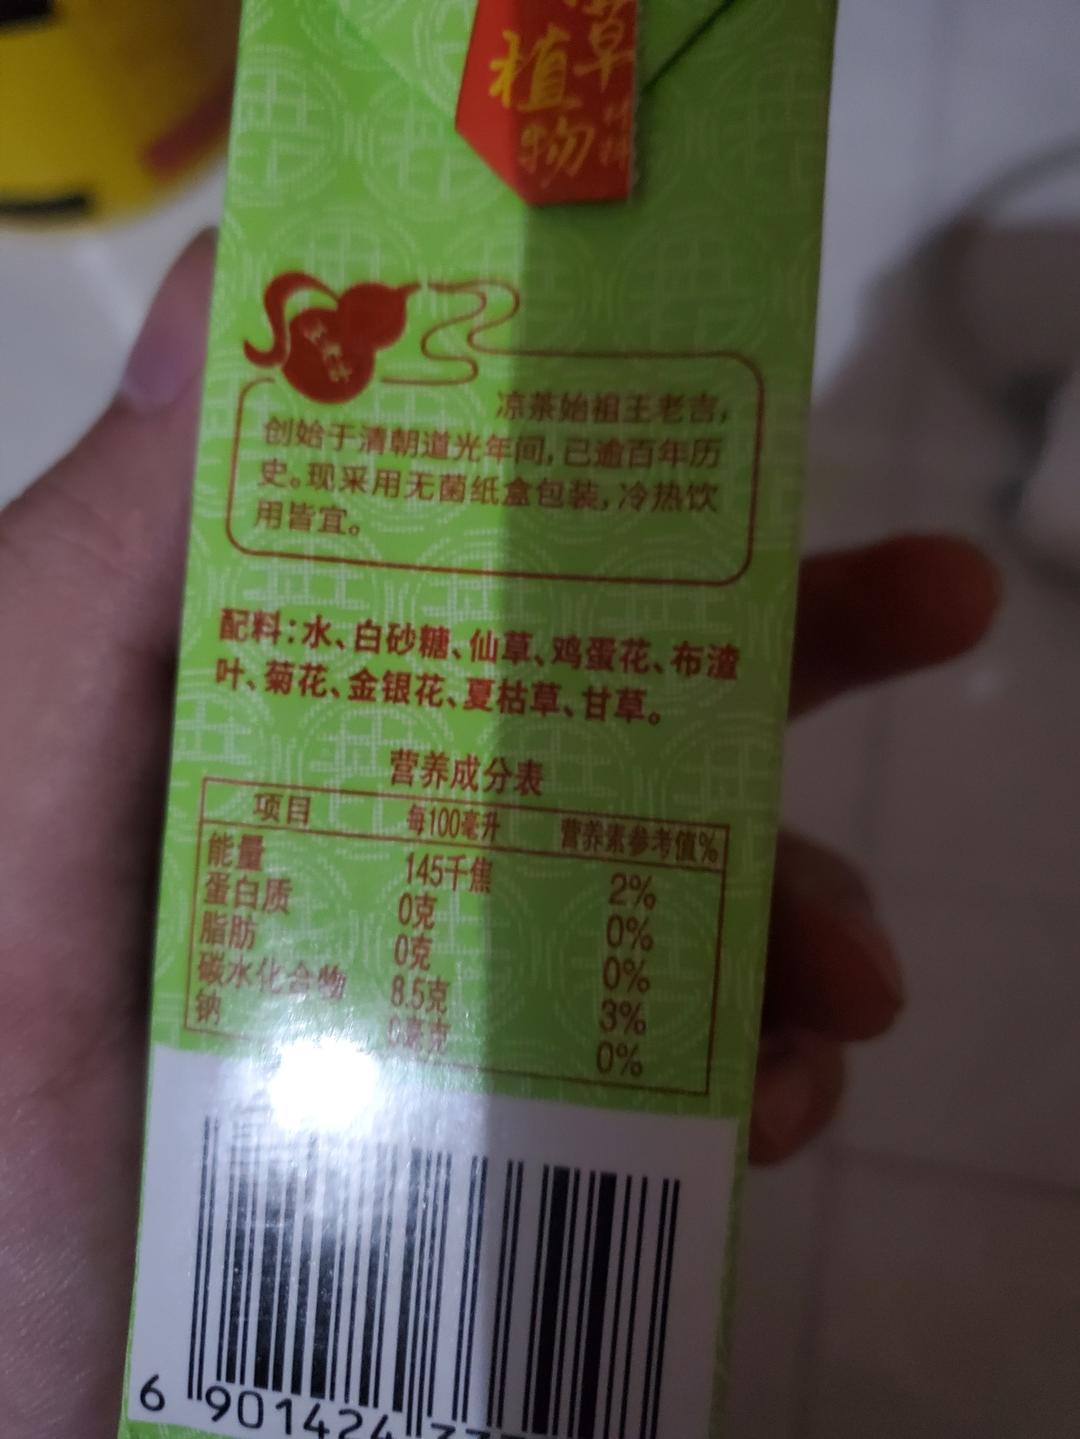 草
植物
王老吉
凉茶始祖王老吉，
创始于清朝道光年间，已逾百年历
史。现采用无菌纸盒包装，冷热饮
用皆宜。
配料：水、白砂糖、仙草、鸡蛋花、布渣
叶、菊花、金银花、夏枯草、甘草。
营养成分表
项目 每100毫升 营养素参考值%
能量 145千焦 2%
蛋白质 0克 0%
脂肪 0克 0%
碳水化合物 8.5克 3%
钠 0毫克 0%
6 901424 33